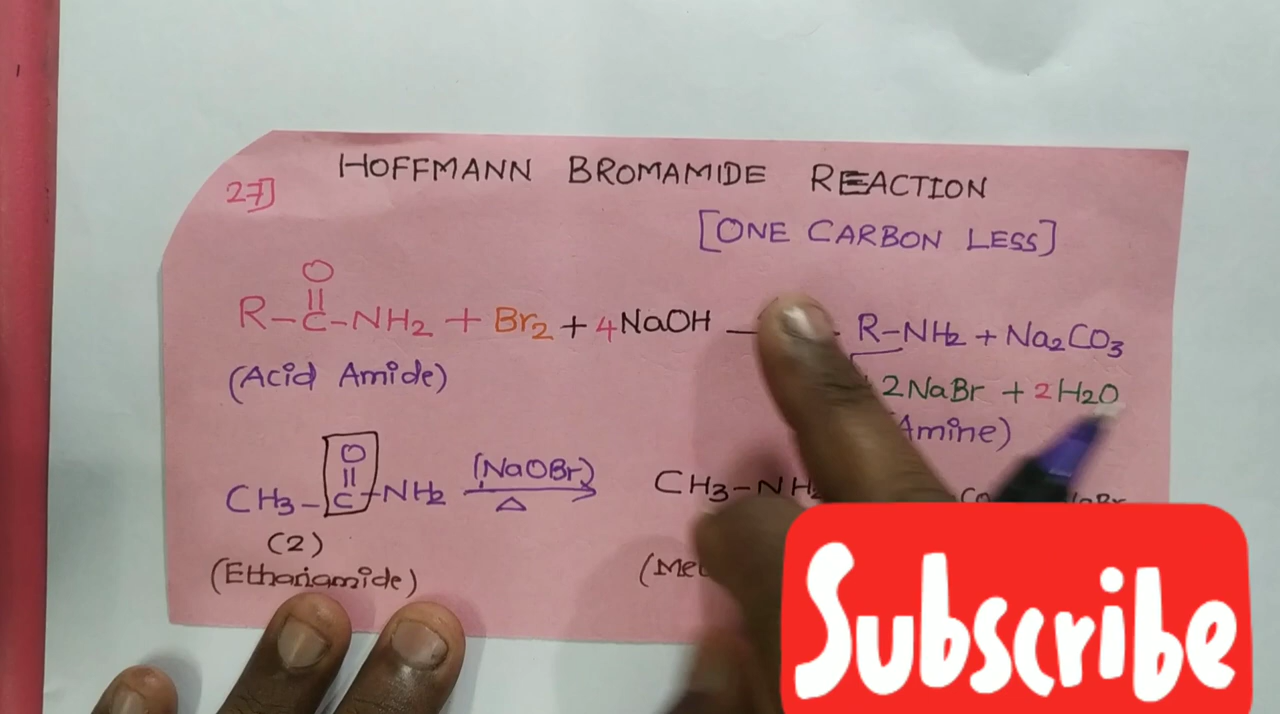 HOFFMANN BROMAMIDE REACTION
27]
[ONE CARBON LESS]
O
R-C-NH2 + Br2 + 4NaOH R-NH2 + Na2CO3
(Acid Amide)
2NaBr + 2H2O
Amine)
O
CH3-C-NH2 (NaOBr) CH3-NH2
△
(2)
(Ethanamide)
Subscribe